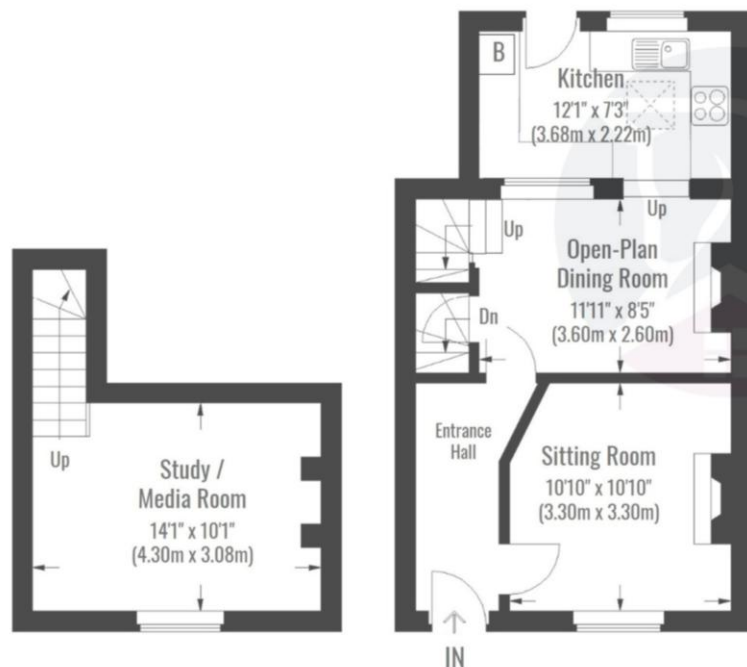 Up
Study /
Media Room
14'1" x 10'1"
(4.30m x 3.08m)
B
Kitchen
12'1" x 7'3"
(3.68m x 2.22m)
Up
Up
Open-Plan
Dining Room
11'11" x 8'5"
(3.60m x 2.60m)
Dn
Entrance
Hall
Sitting Room
10'10" x 10'10"
(3.30m x 3.30m)
IN